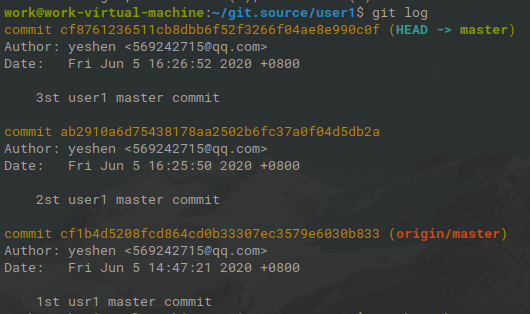 work@work-virtual-machine:~/git.source/user1$ git log
commit cf8761236511cb8dbb6f52f3266f04ae8e990c0f (HEAD -> master)
Author: yeshen <569242715@qq.com>
Date:   Fri Jun 5 16:26:52 2020 +0800
3st user1 master commit
commit ab2910a6d75438178aa2502b6fc37a0f04d5db2a
Author: yeshen <569242715@qq.com>
Date:   Fri Jun 5 16:25:50 2020 +0800
2st user1 master commit
commit cf1b4d5208fcd864cd0b33307ec3579e6030b833 (origin/master)
Author: yeshen <569242715@qq.com>
Date:   Fri Jun 5 14:47:21 2020 +0800
1st usr1 master commit